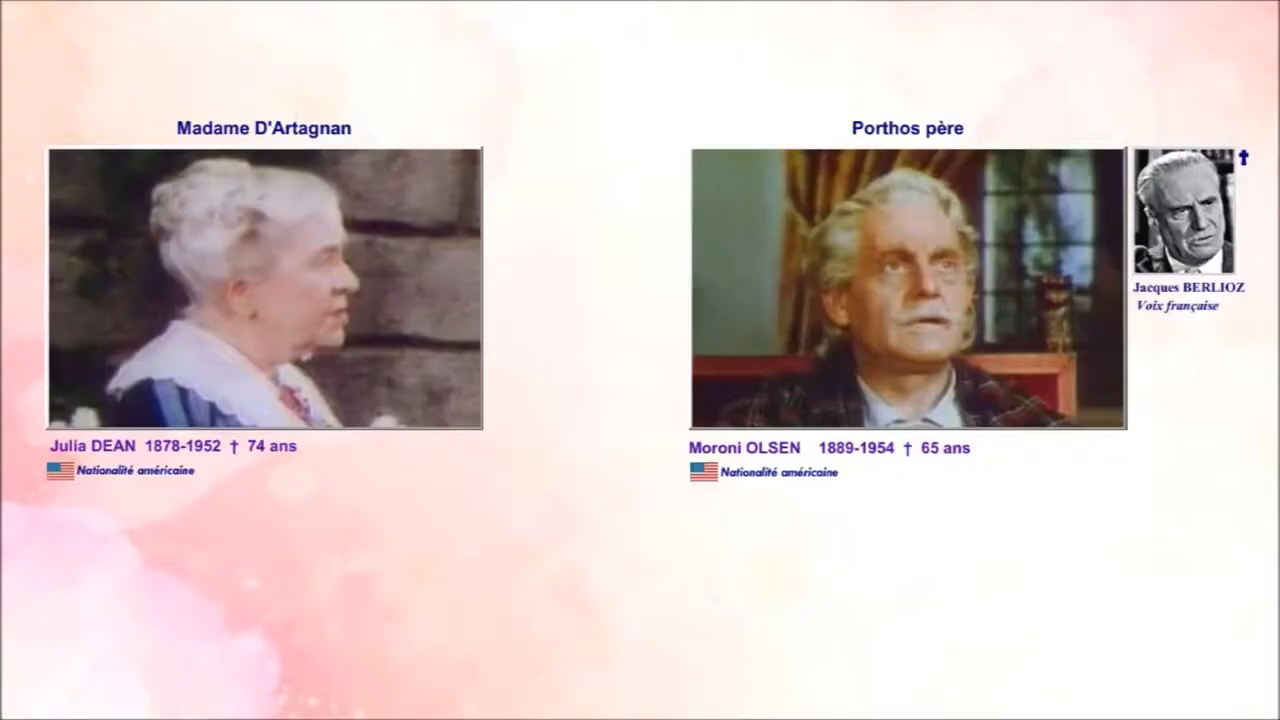 Madame D'Artagnan
Julia DEAN 1878-1952 † 74 ans
Nationalité américaine
Porthos père
†
Jacques BERLIOZ
Voix française
Moroni OLSEN 1889-1954 † 65 ans
Nationalité américaine